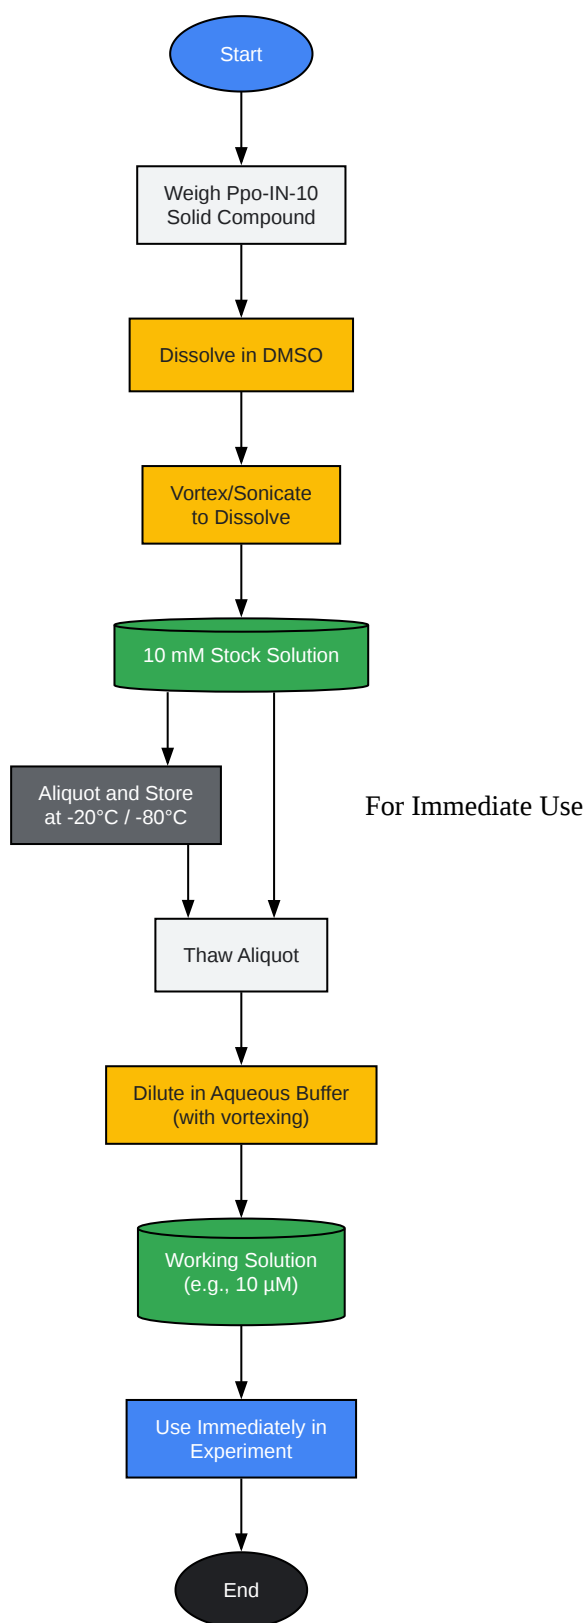 Start
Weigh Ppo-IN-10
Solid Compound
Dissolve in DMSO
Vortex/Sonicate
to Dissolve
10 mM Stock Solution
Aliquot and Store
at -20°C / -80°C
For Immediate Use
Thaw Aliquot
Dilute in Aqueous Buffer
(with vortexing)
Working Solution
(e.g., 10 µM)
Use Immediately in
Experiment
End